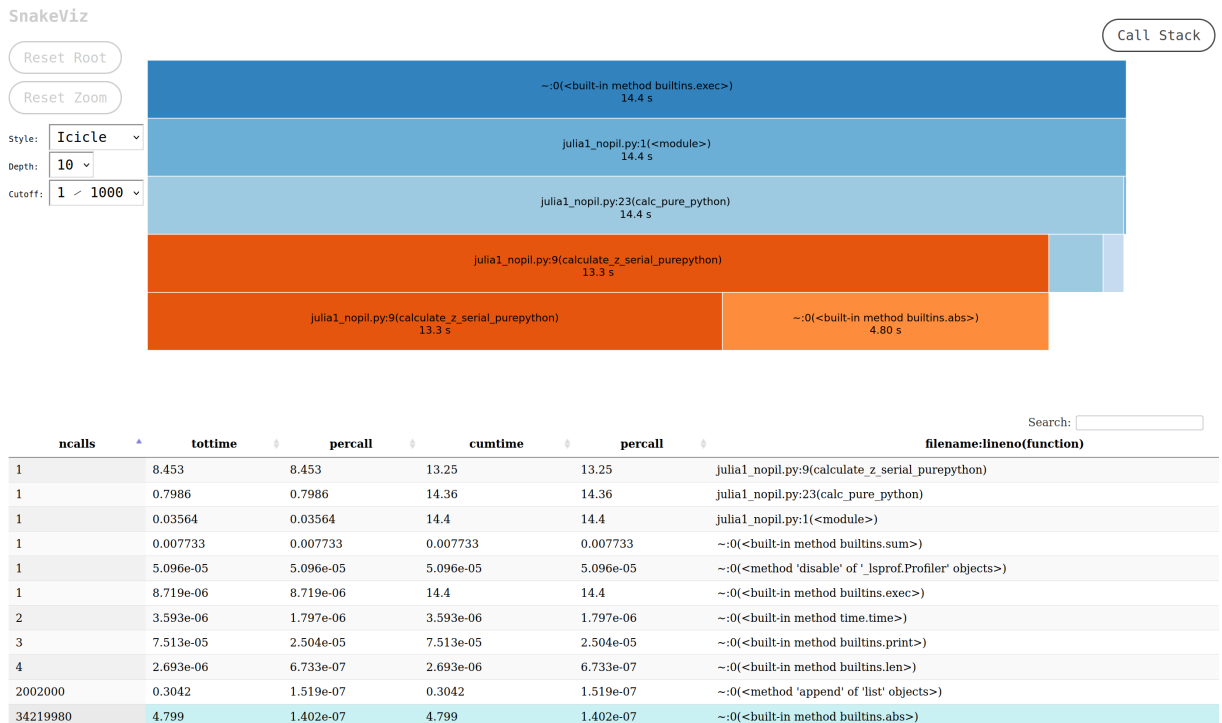 SnakeViz
Call Stack
Reset Root
Reset Zoom
Style: Icicle
Depth: 10
Cutoff: 1 ⁄ 1000
~:0(<built-in method builtins.exec>)
14.4 s
julia1_nopil.py:1(<module>)
14.4 s
julia1_nopil.py:23(calc_pure_python)
14.4 s
julia1_nopil.py:9(calculate_z_serial_purepython)
13.3 s
julia1_nopil.py:9(calculate_z_serial_purepython)
13.3 s
~:0(<built-in method builtins.abs>)
4.80 s
Search:
ncalls tottime percall cumtime percall filename:lineno(function)
1 8.453 8.453 13.25 13.25 julia1_nopil.py:9(calculate_z_serial_purepython)
1 0.7986 0.7986 14.36 14.36 julia1_nopil.py:23(calc_pure_python)
1 0.03564 0.03564 14.4 14.4 julia1_nopil.py:1(<module>)
1 0.007733 0.007733 0.007733 0.007733 ~:0(<built-in method builtins.sum>)
1 5.096e-05 5.096e-05 5.096e-05 5.096e-05 ~:0(<method 'disable' of '_lsprof.Profiler' objects>)
1 8.719e-06 8.719e-06 14.4 14.4 ~:0(<built-in method builtins.exec>)
2 3.593e-06 1.797e-06 3.593e-06 1.797e-06 ~:0(<built-in method time.time>)
3 7.513e-05 2.504e-05 7.513e-05 2.504e-05 ~:0(<built-in method builtins.print>)
4 2.693e-06 6.733e-07 2.693e-06 6.733e-07 ~:0(<built-in method builtins.len>)
2002000 0.3042 1.519e-07 0.3042 1.519e-07 ~:0(<method 'append' of 'list' objects>)
34219980 4.799 1.402e-07 4.799 1.402e-07 ~:0(<built-in method builtins.abs>)